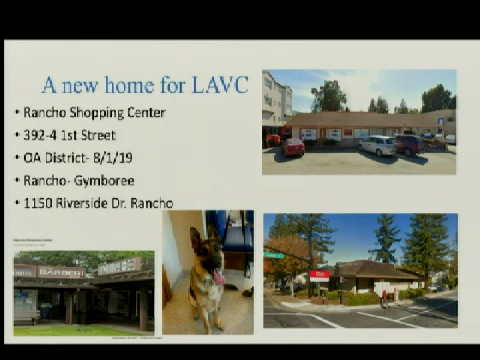 A new home for LAVC
• Rancho Shopping Center
• 392-4 1st Street
• OA District- 8/1/19
• Rancho- Gymboree
• 1150 Riverside Dr. Rancho
BARBER